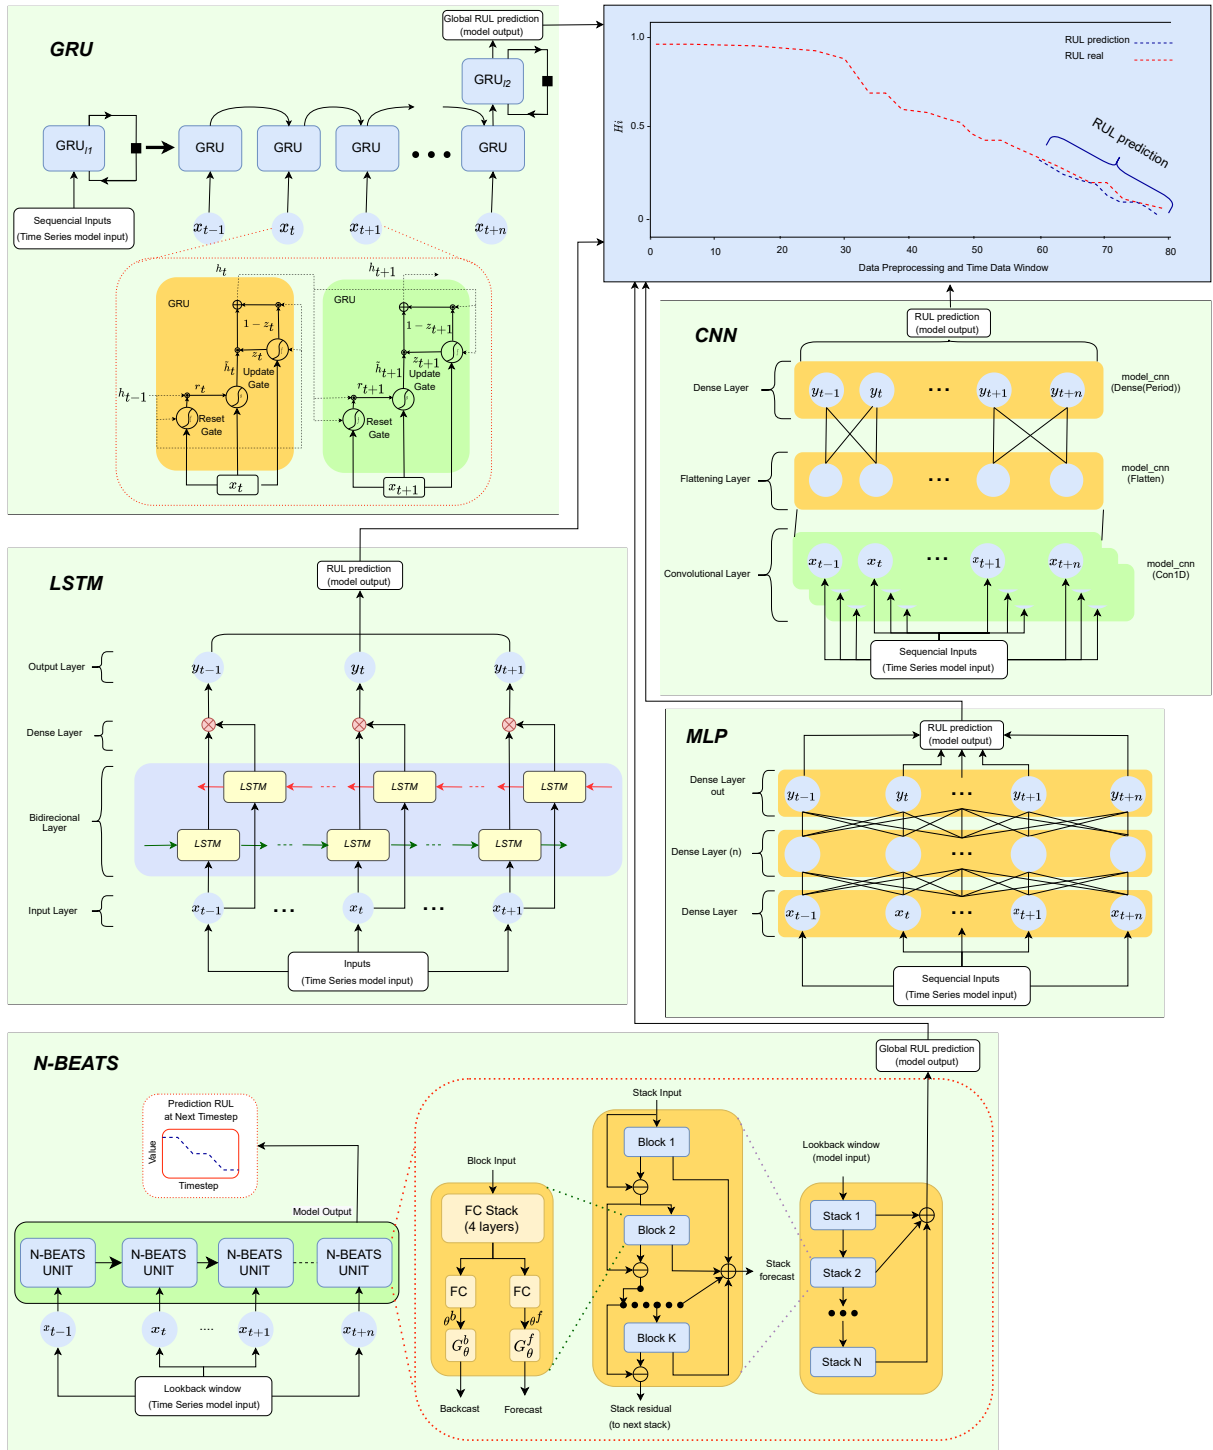 GRU
Global RUL prediction
(model output)
GRU_{l2}
GRU_{l1}
GRU
GRU
GRU
GRU
Sequencial Inputs
(Time Series model input)
x_{t-1}
x_t
x_{t+1}
x_{t+n}
h_t
h_{t+1}
GRU
GRU
1 - z_t
1 - z_{t+1}
z_t
z_{t+1}
h̃_t
h̃_{t+1}
Update
Gate
Update
Gate
h_{t-1}
r_t
r_{t+1}
Reset
Gate
Reset
Gate
x_t
x_{t+1}
1.0
0.5
0
Hi
RUL prediction
RUL real
RUL prediction
0
10
20
30
40
50
60
70
80
Data Preprocessing and Time Data Window
CNN
RUL prediction
(model output)
Dense Layer
y_{t-1}
y_t
...
y_{t+1}
y_{t+n}
model_cnn
(Dense(Period))
Flattening Layer
...
model_cnn
(Flatten)
Convolutional Layer
x_{t-1}
x_t
...
x_{t+1}
x_{t+n}
model_cnn
(Con1D)
Sequencial Inputs
(Time Series model input)
LSTM
RUL prediction
(model output)
Output Layer
y_{t-1}
y_t
y_{t+1}
Dense Layer
Bidirecional
Layer
LSTM
LSTM
LSTM
LSTM
LSTM
LSTM
Input Layer
x_{t-1}
...
x_t
...
x_{t+1}
Inputs
(Time Series model input)
MLP
RUL prediction
(model output)
Dense Layer
out
y_{t-1}
y_t
...
y_{t+1}
y_{t+n}
Dense Layer (n)
...
Dense Layer
x_{t-1}
x_t
...
x_{t+1}
x_{t+n}
Sequencial Inputs
(Time Series model input)
N-BEATS
Global RUL prediction
(model output)
Prediction RUL
at Next Timestep
Value
Timestep
Model Output
N-BEATS
UNIT
N-BEATS
UNIT
N-BEATS
UNIT
N-BEATS
UNIT
x_{t-1}
x_t
....
x_{t+1}
x_{t+n}
Lookback window
(Time Series model input)
Block Input
FC Stack
(4 layers)
FC
FC
θ^b
θ^f
G_θ^b
G_θ^f
Backcast
Forecast
Stack Input
Block 1
Block 2
Block K
Stack
forecast
Stack residual
(to next stack)
Lookback window
(model input)
Stack 1
Stack 2
Stack N